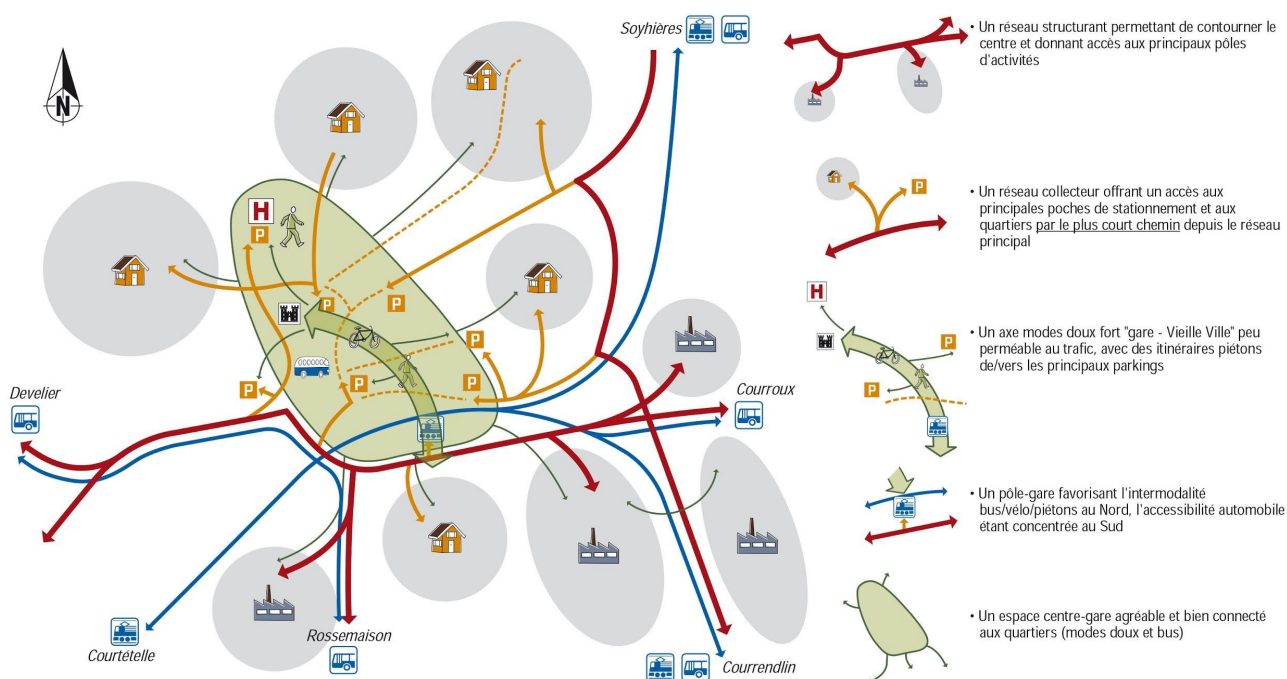 Soyhières
• Un réseau structurant permettant de contourner le
centre et donnant accès aux principaux pôles
d'activités
N
• Un réseau collecteur offrant un accès aux
principales poches de stationnement et aux
quartiers par le plus court chemin depuis le réseau
principal
H
P
P
H
P
P
P
• Un axe modes doux fort "gare - Vieille Ville" peu
perméable au trafic, avec des itinéraires piétons
de/vers les principaux parkings
P
P
P
P
P
P
Develier
Courroux
• Un pôle-gare favorisant l'intermodalité
bus/vélo/piétons au Nord, l'accessibilité automobile
étant concentrée au Sud
• Un espace centre-gare agréable et bien connecté
aux quartiers (modes doux et bus)
Rossemaison
Courtételle
Courrendlin